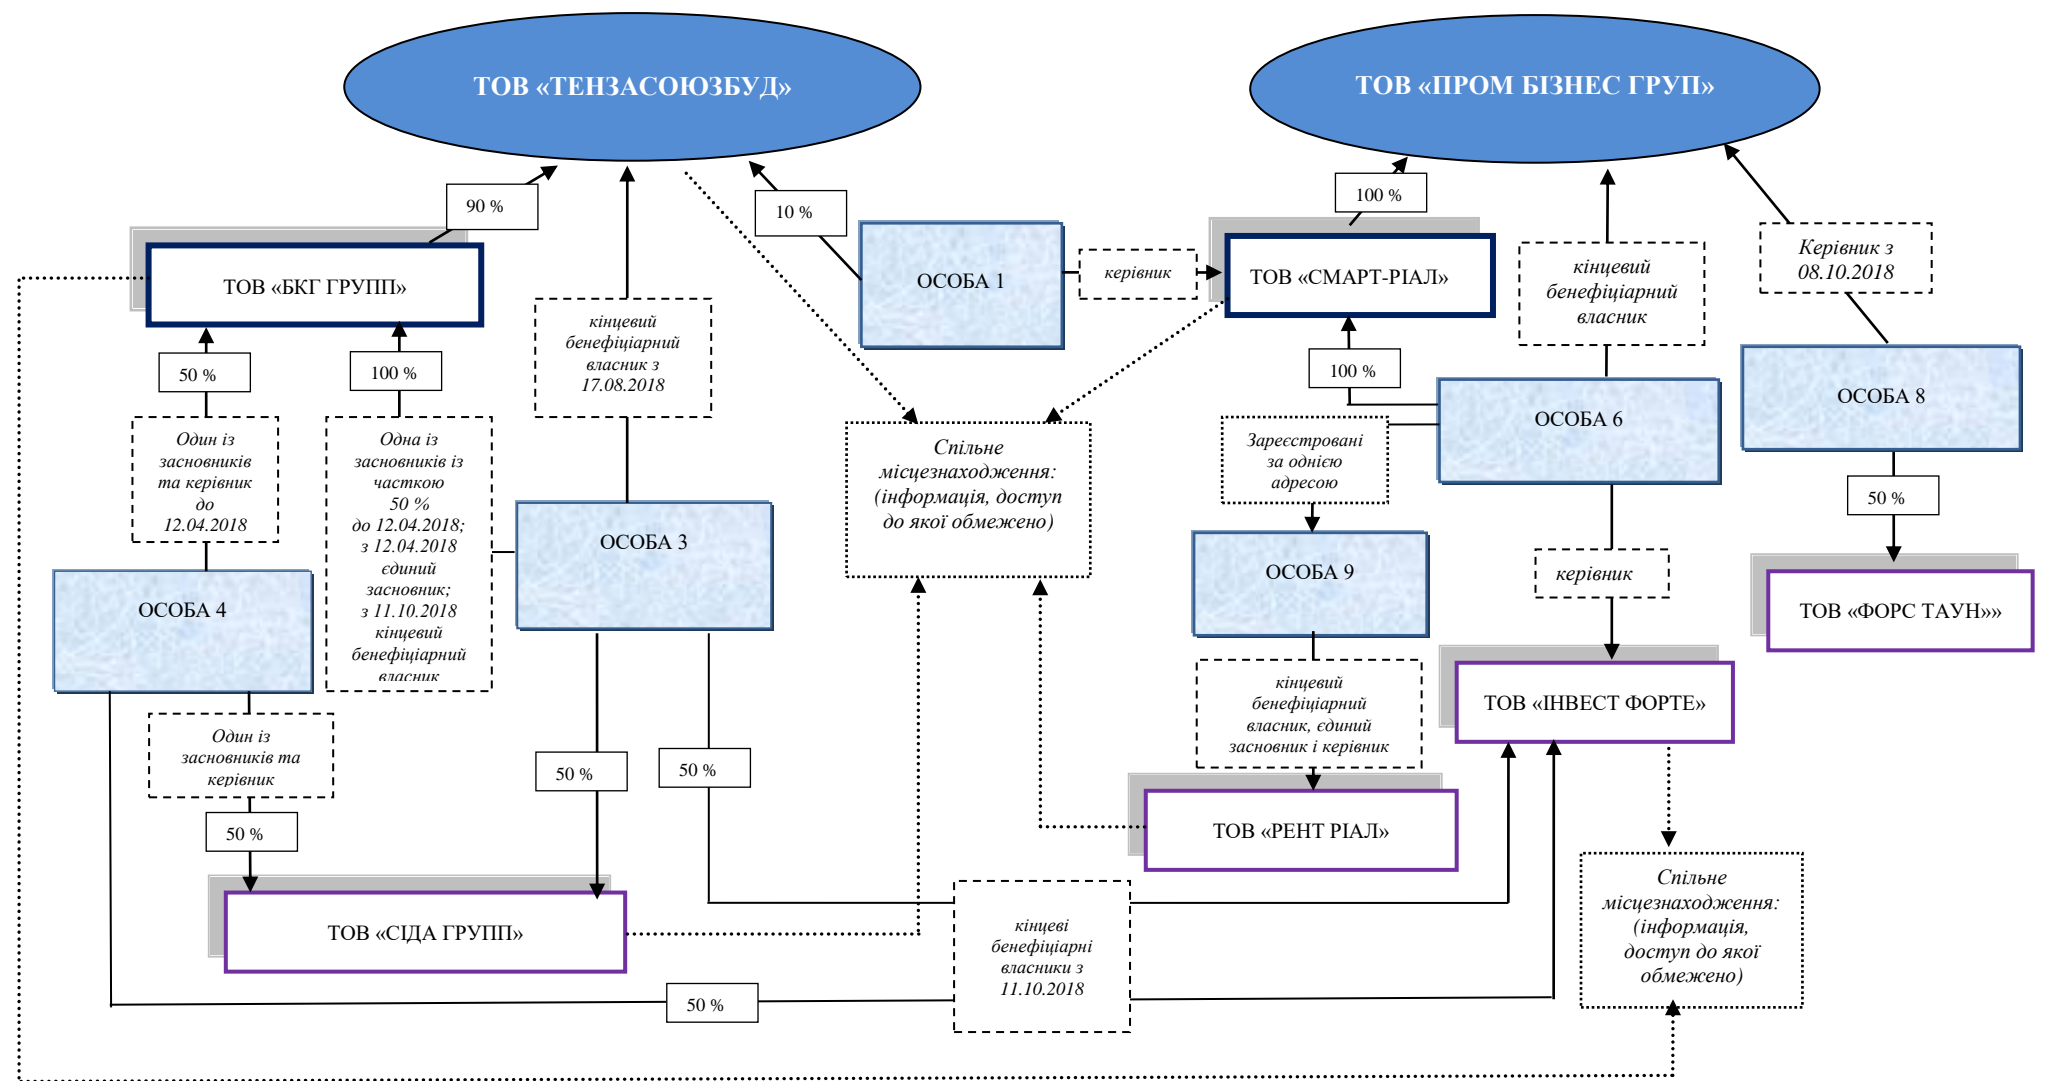 ТОВ «ТЕНЗАСОЮЗБУД»
ТОВ «ПРОМ БІЗНЕС ГРУП»
90 %
10 %
100 %
ТОВ «БКГ ГРУПП»
ОСОБА 1
керівник
ТОВ «СМАРТ-РІАЛ»
кінцевий
бенефіціарний
власник
Керівник з
08.10.2018
50 %
100 %
кінцевий
бенефіціарний
власник з
17.08.2018
100 %
ОСОБА 6
ОСОБА 8
Один із
засновників
та керівник
до
12.04.2018
Одна із
засновників із
часткою
50 %
до 12.04.2018;
з 12.04.2018
єдиний
засновник;
з 11.10.2018
кінцевий
бенефіціарний
власник
Спільне
місцезнаходження:
(інформація, доступ
до якої обмежено)
Зареєстровані
за однією
адресою
50 %
ОСОБА 4
ОСОБА 3
ОСОБА 9
керівник
ТОВ «ФОРС ТАУН»»
Один із
засновників та
керівник
50 %
50 %
50 %
кінцевий
бенефіціарний
власник, єдиний
засновник і керівник
ТОВ «ІНВЕСТ ФОРТЕ»
ТОВ «РЕНТ РІАЛ»
ТОВ «СІДА ГРУПП»
кінцеві
бенефіціарні
власники з
11.10.2018
50 %
Спільне
місцезнаходження:
(інформація,
доступ до якої
обмежено)